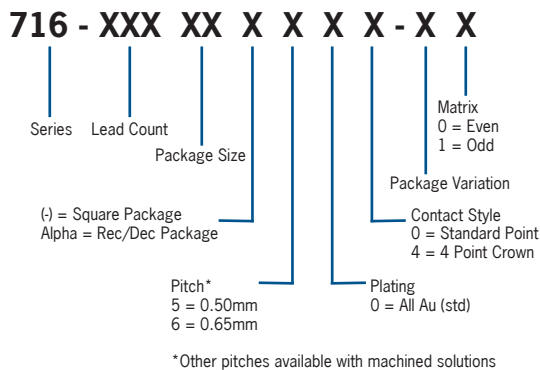 716 - XXX XX X X X X - X X
Series
Lead Count
Package Size
Matrix
0 = Even
1 = Odd
Package Variation
(-) = Square Package
Alpha = Rec/Dec Package
Contact Style
0 = Standard Point
4 = 4 Point Crown
Pitch*
5 = 0.50mm
6 = 0.65mm
Plating
0 = All Au (std)
*Other pitches available with machined solutions